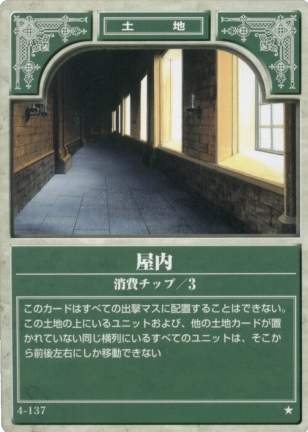 土地
屋内
消費チップ／3
このカードはすべての出撃マスに配置することはできない。
この土地の上にいるユニットおよび、他の土地カードが置
かれていない同じ横列にいるすべてのユニットは、そこか
ら前後左右にしか移動できない
4-137
★